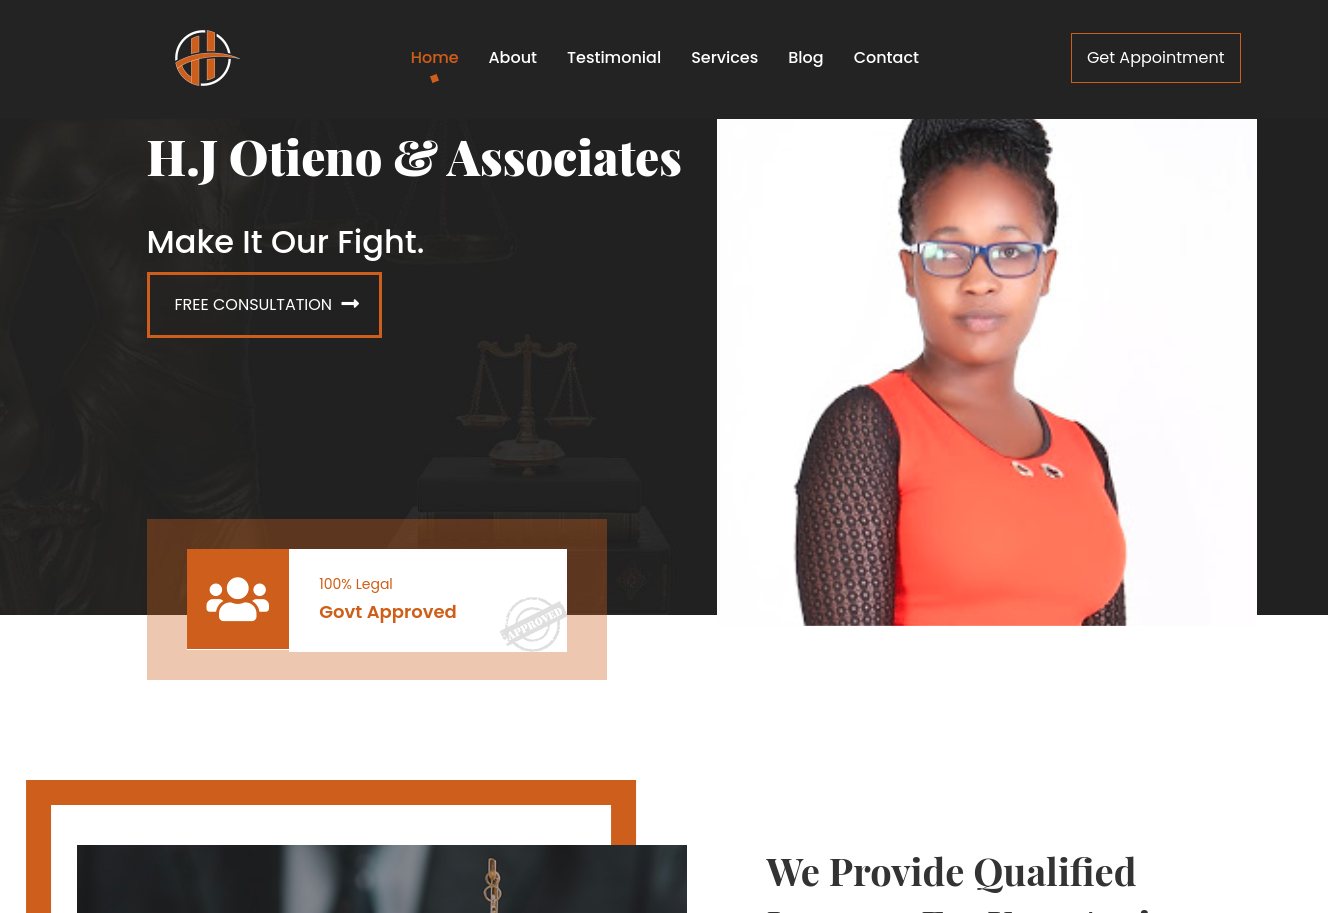 Home About Testimonial Services Blog Contact Get Appointment
H.J Otieno & Associates
Make It Our Fight.
FREE CONSULTATION
100% Legal
Govt Approved
APPROVED
We Provide Qualified